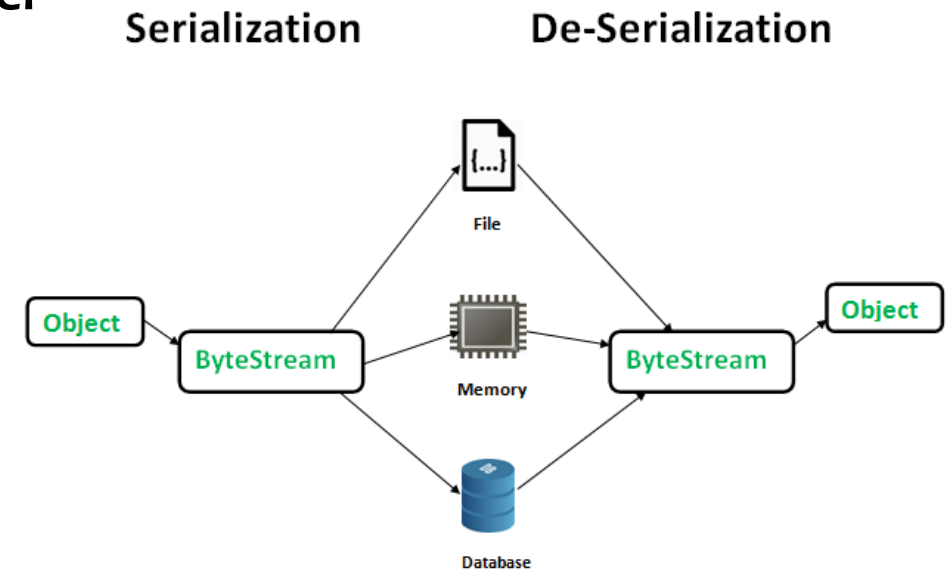 Serialization De-Serialization
{...}
File
Object
Object
ByteStream
ByteStream
Memory
Database